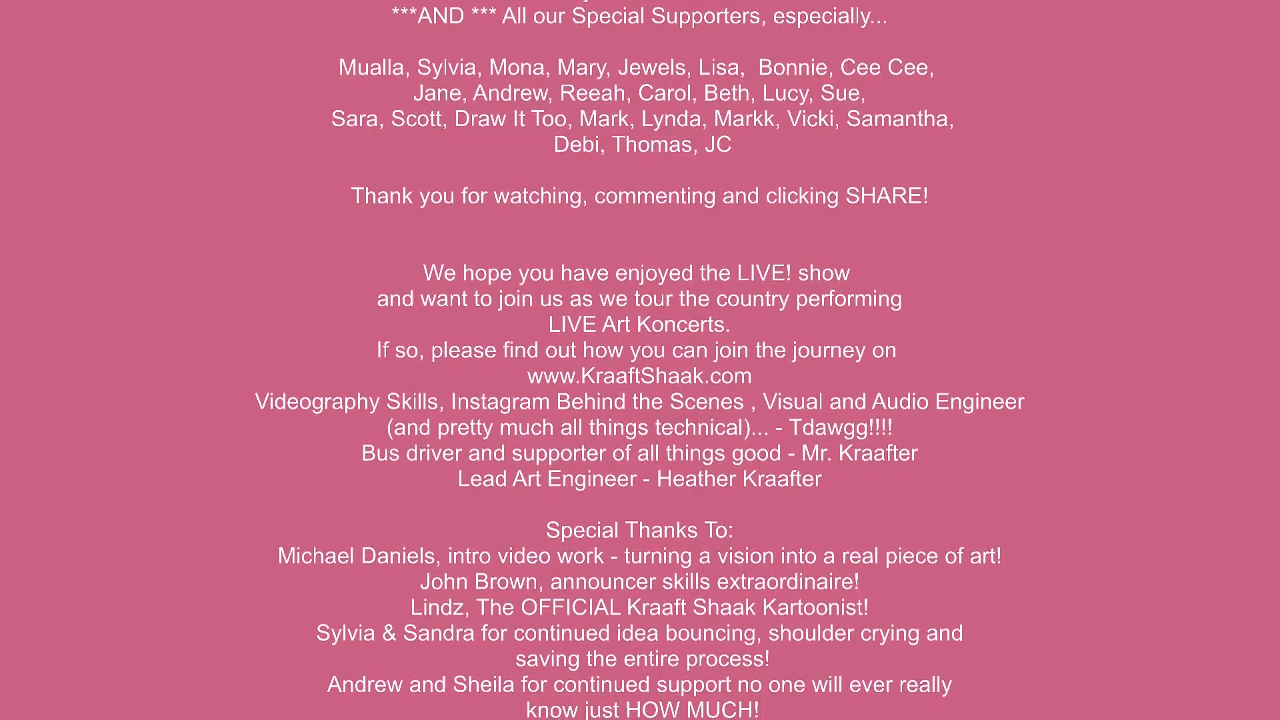 ***AND *** All our Special Supporters, especially...
Mualla, Sylvia, Mona, Mary, Jewels, Lisa,  Bonnie, Cee Cee,
Jane, Andrew, Reeah, Carol, Beth, Lucy, Sue,
Sara, Scott, Draw It Too, Mark, Lynda, Markk, Vicki, Samantha,
Debi, Thomas, JC
Thank you for watching, commenting and clicking SHARE!
We hope you have enjoyed the LIVE! show
and want to join us as we tour the country performing
LIVE Art Koncerts.
If so, please find out how you can join the journey on
www.KraaftShaak.com
Videography Skills, Instagram Behind the Scenes , Visual and Audio Engineer
(and pretty much all things technical)... - Tdawgg!!!!
Bus driver and supporter of all things good - Mr. Kraafter
Lead Art Engineer - Heather Kraafter
Special Thanks To:
Michael Daniels, intro video work - turning a vision into a real piece of art!
John Brown, announcer skills extraordinaire!
Lindz, The OFFICIAL Kraaft Shaak Kartoonist!
Sylvia & Sandra for continued idea bouncing, shoulder crying and
saving the entire process!
Andrew and Sheila for continued support no one will ever really
know just HOW MUCH!